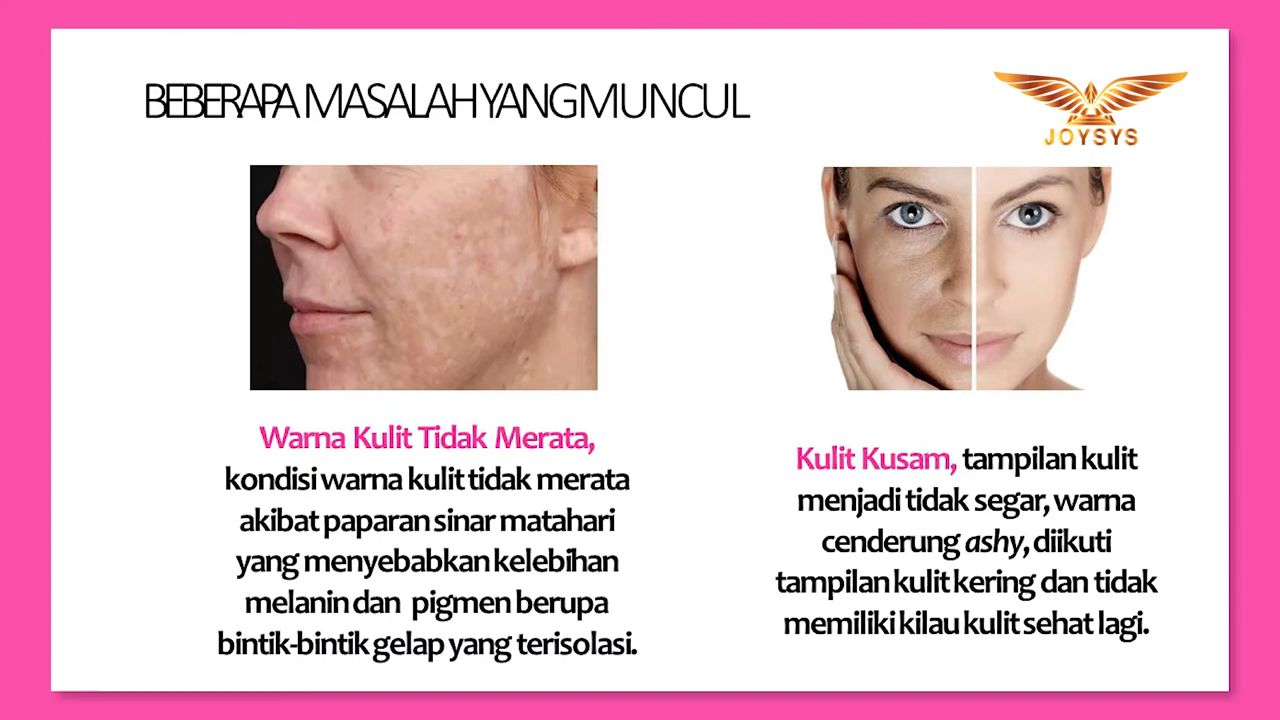 BEBERAPA MASALAH YANG MUNCUL
JOYSYS
Warna Kulit Tidak Merata,
kondisi warna kulit tidak merata
akibat paparan sinar matahari
yang menyebabkan kelebihan
melanin dan pigmen berupa
bintik-bintik gelap yang terisolasi.
Kulit Kusam, tampilan kulit
menjadi tidak segar, warna
cenderung ashy, diikuti
tampilan kulit kering dan tidak
memiliki kilau kulit sehat lagi.